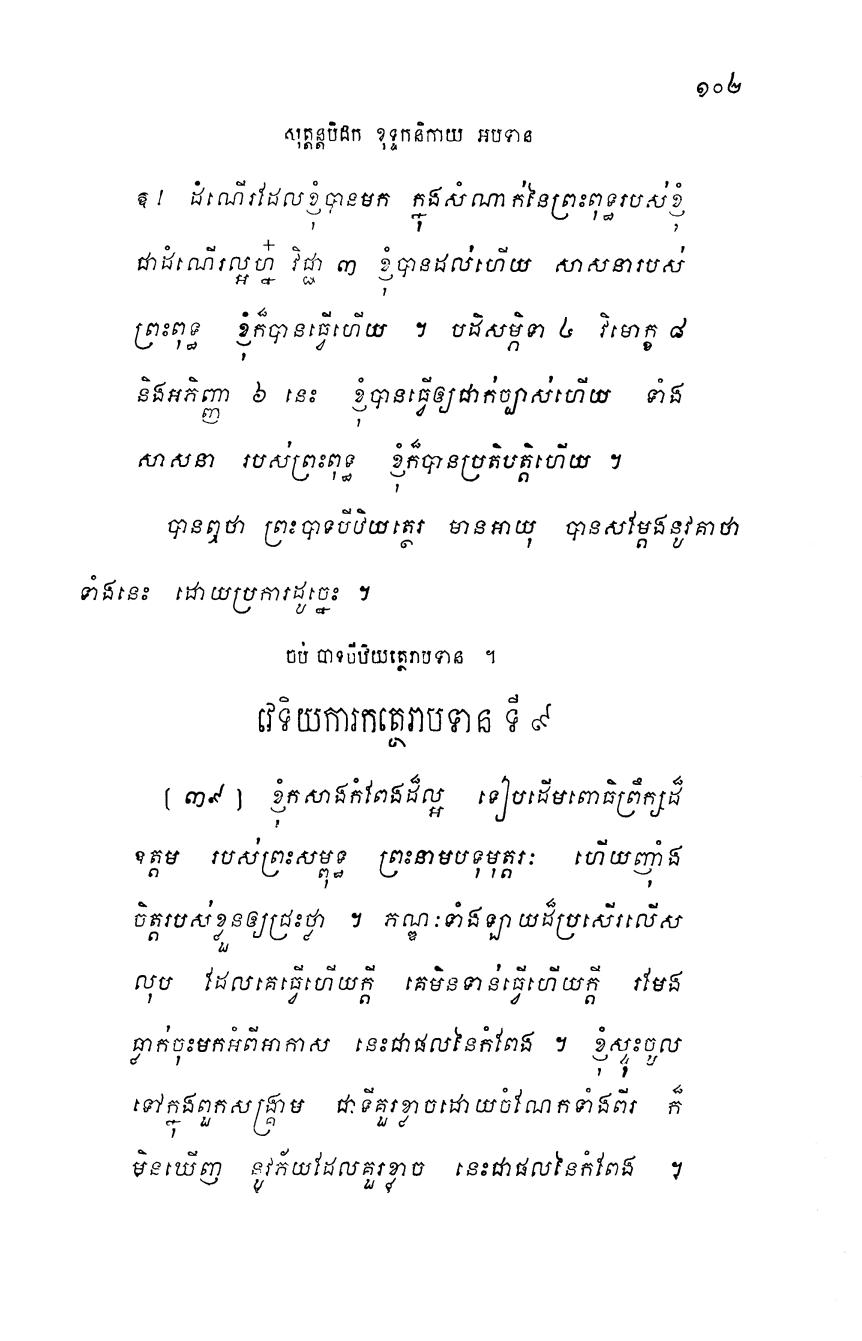 ១០២
សុត្តន្តបិដក ខុទ្ទកនិកាយ អបទាន
ឱ! ដំណើរដែលខ្ញុំបានមក ក្នុងសំណាក់នៃព្រះពុទ្ធរបស់ខ្ញុំ
ជាដំណើរល្អហ្ន៎ វិជ្ជា ៣ ខ្ញុំបានដល់ហើយ សាសនារបស់
ព្រះពុទ្ធ ខ្ញុំក៏បានធ្វើហើយ ។ បដិសម្ភិទា ៤ វិមោក្ខ ៨
និងអភិញ្ញា ៦ នេះ ខ្ញុំបានធ្វើឲ្យជាក់ច្បាស់ហើយ ទាំង
សាសនា របស់ព្រះពុទ្ធ ខ្ញុំក៏បានប្រតិបត្តិហើយ ។
បានឮថា ព្រះបាទបីឋិយត្ថេរ មានអាយុ បានសម្តែងនូវគាថា
ទាំងនេះ ដោយប្រការដូច្នេះ ។
ចប់ បាទបីឋិយត្ថេរាបទាន ។
វេទិយការកត្ថេរាបទាន ទី ៩
[ ៣៩ ] ខ្ញុំកសាងកំពែងដ៏ល្អ ទៀបដើមពោធិព្រឹក្សដ៏
ឧត្តម របស់ព្រះសម្ពុទ្ធ ព្រះនាមបទុមុត្តរៈ ហើយញុំាង
ចិត្តរបស់ខ្លួនឲ្យជ្រះថ្លា ។ ភណ្ឌៈទាំងឡាយដ៏ប្រសើរលើស
លុប ដែលគេធ្វើហើយក្តី គេមិនទាន់ធ្វើហើយក្តី រមែង
ធ្លាក់ចុះមកអំពីអាកាស នេះជាផលនៃកំពែង ។ ខ្ញុំស្ទុះចូល
ទៅក្នុងពួកសង្គ្រាម ជាទីគួរខ្លាចដោយចំណែកទាំងពីរ ក៏
មិនឃើញ នូវភ័យដែលគួរខ្លាច នេះជាផលនៃកំពែង ។